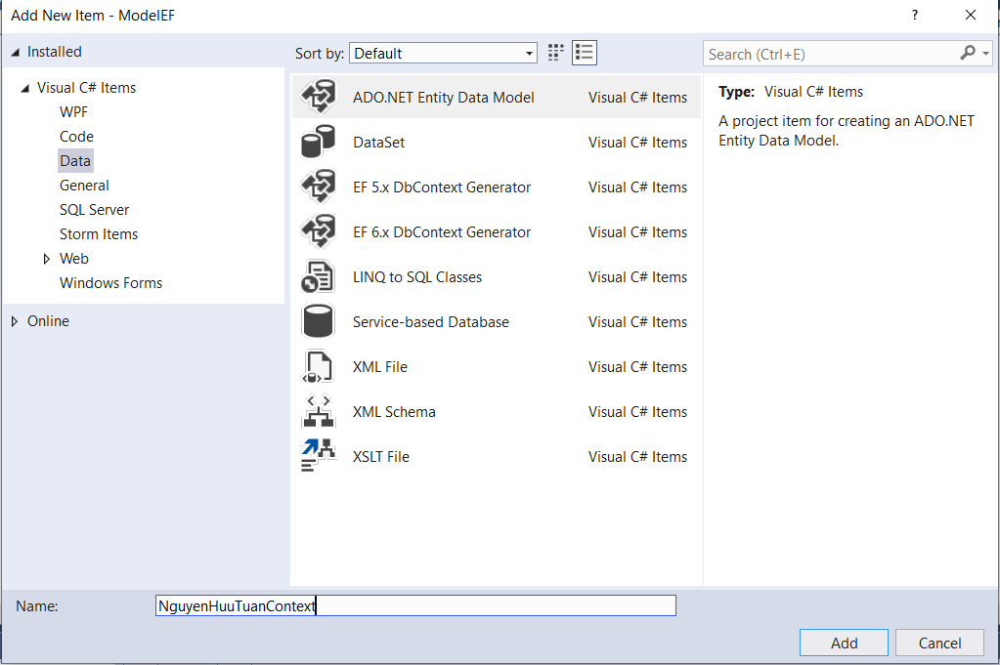 Add New Item - ModelEF
?
Installed
Sort by: Default
Search (Ctrl+E)
Visual C# Items
WPF
Code
Data
General
SQL Server
Storm Items
Web
Windows Forms
Online
ADO.NET Entity Data Model Visual C# Items
DataSet Visual C# Items
EF 5.x DbContext Generator Visual C# Items
EF 6.x DbContext Generator Visual C# Items
LINQ to SQL Classes Visual C# Items
Service-based Database Visual C# Items
XML File Visual C# Items
XML Schema Visual C# Items
XSLT File Visual C# Items
Type: Visual C# Items
A project item for creating an ADO.NET
Entity Data Model.
Name: NguyenHuuTuanContext
Add Cancel